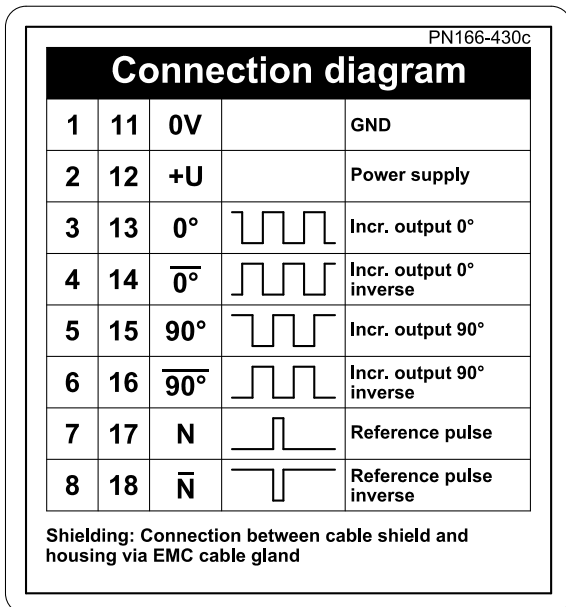 PN166-430c
Connection diagram
1 11 0V GND
2 12 +U Power supply
3 13 0° Incr. output 0°
4 14 0̅°̅ Incr. output 0°
inverse
5 15 90° Incr. output 90°
6 16 9̅0̅°̅ Incr. output 90°
inverse
7 17 N Reference pulse
8 18 N̅ Reference pulse
inverse
Shielding: Connection between cable shield and
housing via EMC cable gland